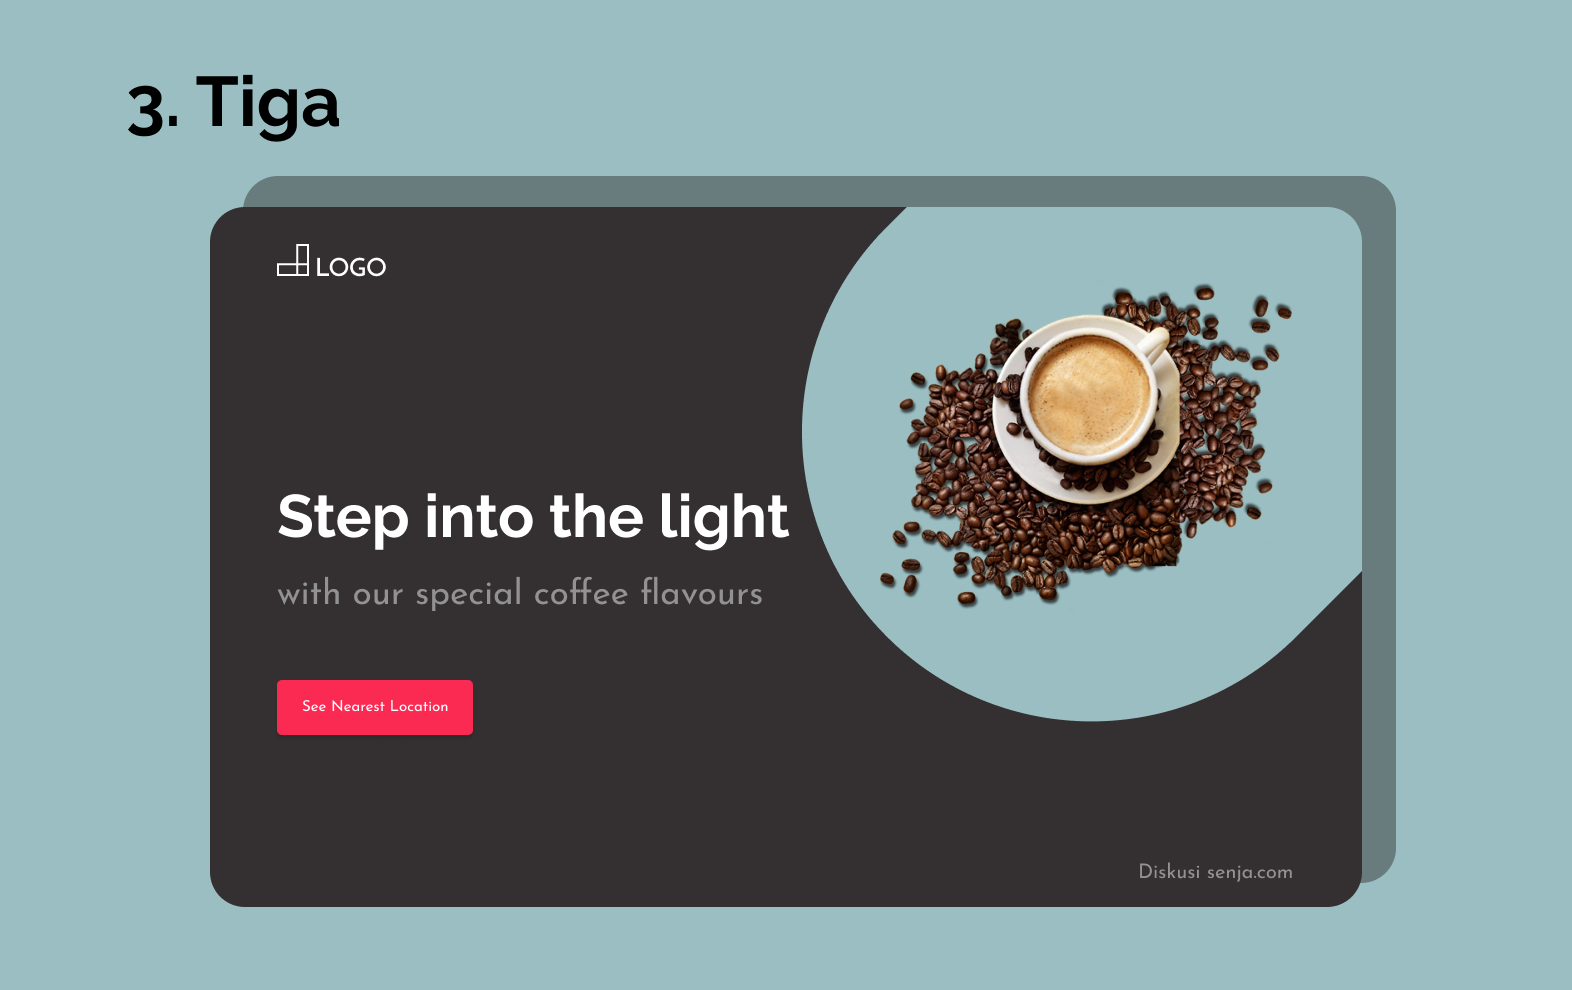 3. Tiga
LOGO
Step into the light
with our special coffee flavours
See Nearest Location
Diskusi senja.com